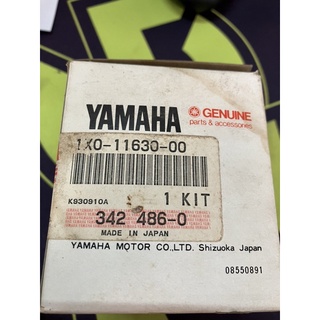 YAMAHA
GENUINE
parts & accessories
1X0-11630-00
K930910A
1 KIT
342 486-0
MADE IN JAPAN
YAMAHA MOTOR CO.,LTD. Shizuoka Japan
08550891